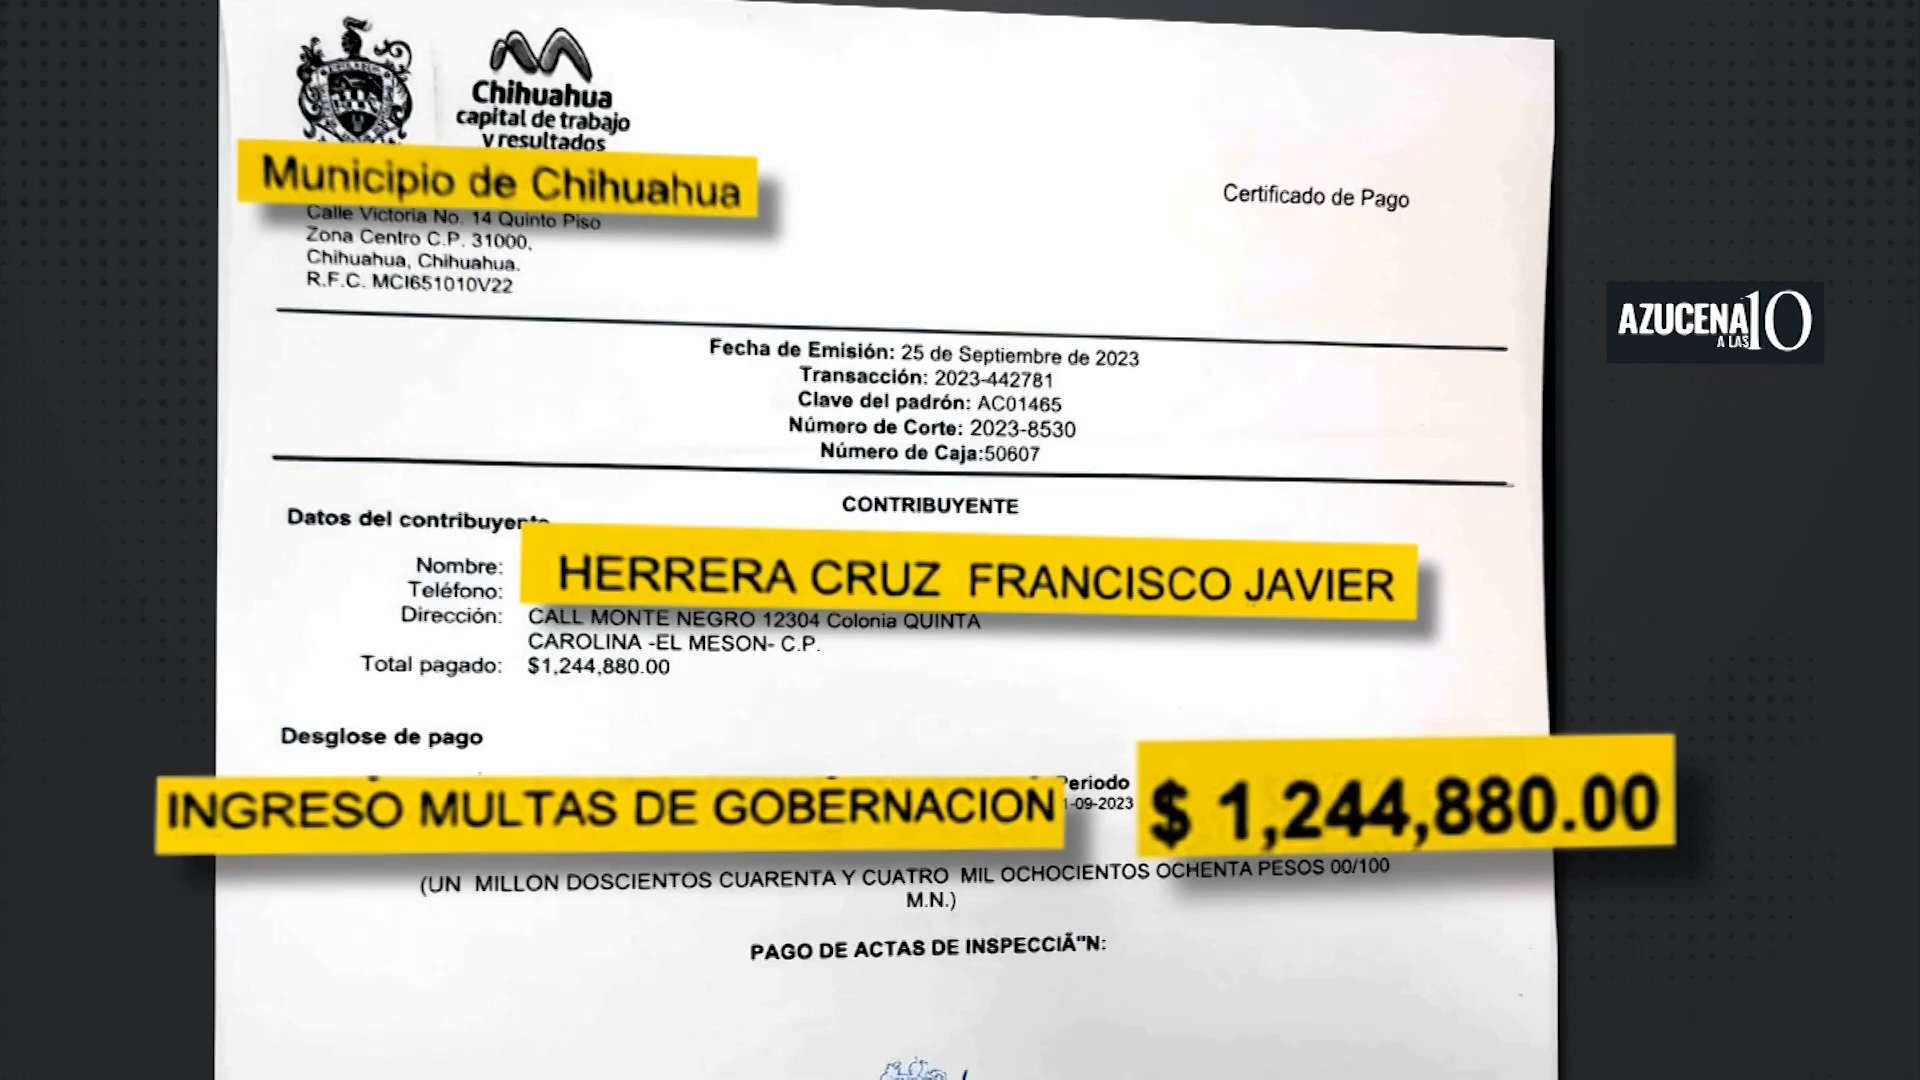 Chihuahua
capital de trabajo
y resultados
Municipio de Chihuahua
Calle Victoria No. 14 Quinto Piso
Zona Centro C.P. 31000,
Chihuahua, Chihuahua.
R.F.C. MCI651010V22
Certificado de Pago
AZUCENA
A LAS 10
Fecha de Emisión: 25 de Septiembre de 2023
Transacción: 2023-442781
Clave del padrón: AC01465
Número de Corte: 2023-8530
Número de Caja:50607
CONTRIBUYENTE
Datos del contribuyente
Nombre: HERRERA CRUZ FRANCISCO JAVIER
Teléfono:
Dirección: CALL MONTE NEGRO 12304 Colonia QUINTA
CAROLINA -EL MESON- C.P.
Total pagado: $1,244,880.00
Desglose de pago
Periodo
INGRESO MULTAS DE GOBERNACION 1-09-2023 $ 1,244,880.00
(UN MILLON DOSCIENTOS CUARENTA Y CUATRO MIL OCHOCIENTOS OCHENTA PESOS 00/100
M.N.)
PAGO DE ACTAS DE INSPECCIÃ"N: